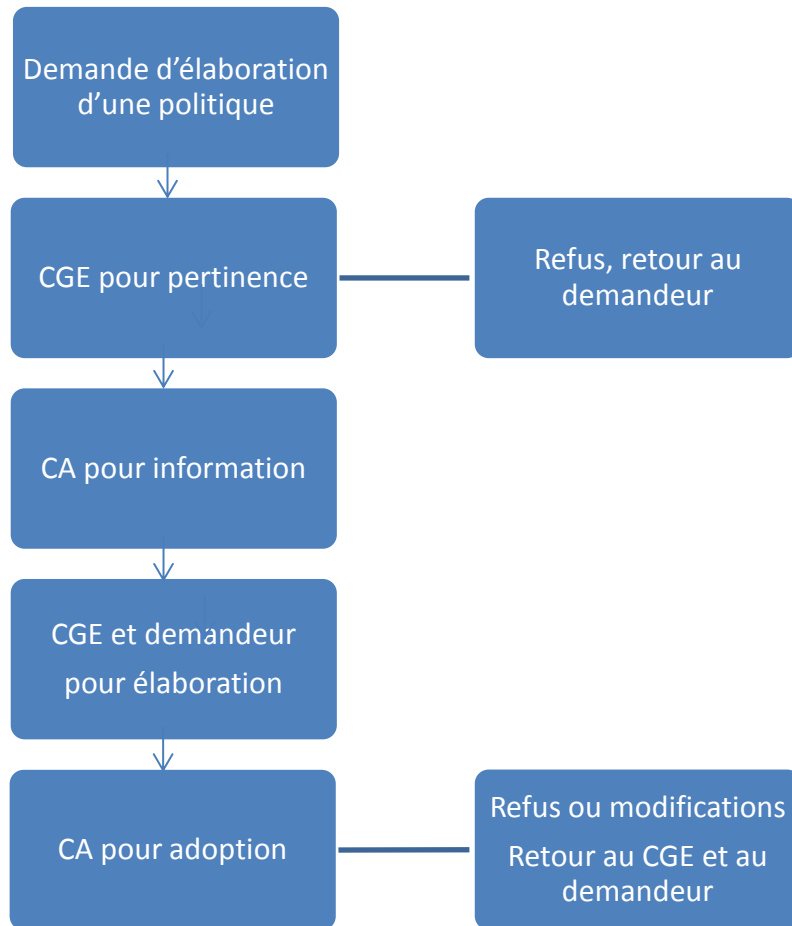 Demande d’élaboration
d’une politique
CGE pour pertinence
Refus, retour au
demandeur
CA pour information
CGE et demandeur
pour élaboration
CA pour adoption
Refus ou modifications
Retour au CGE et au
demandeur